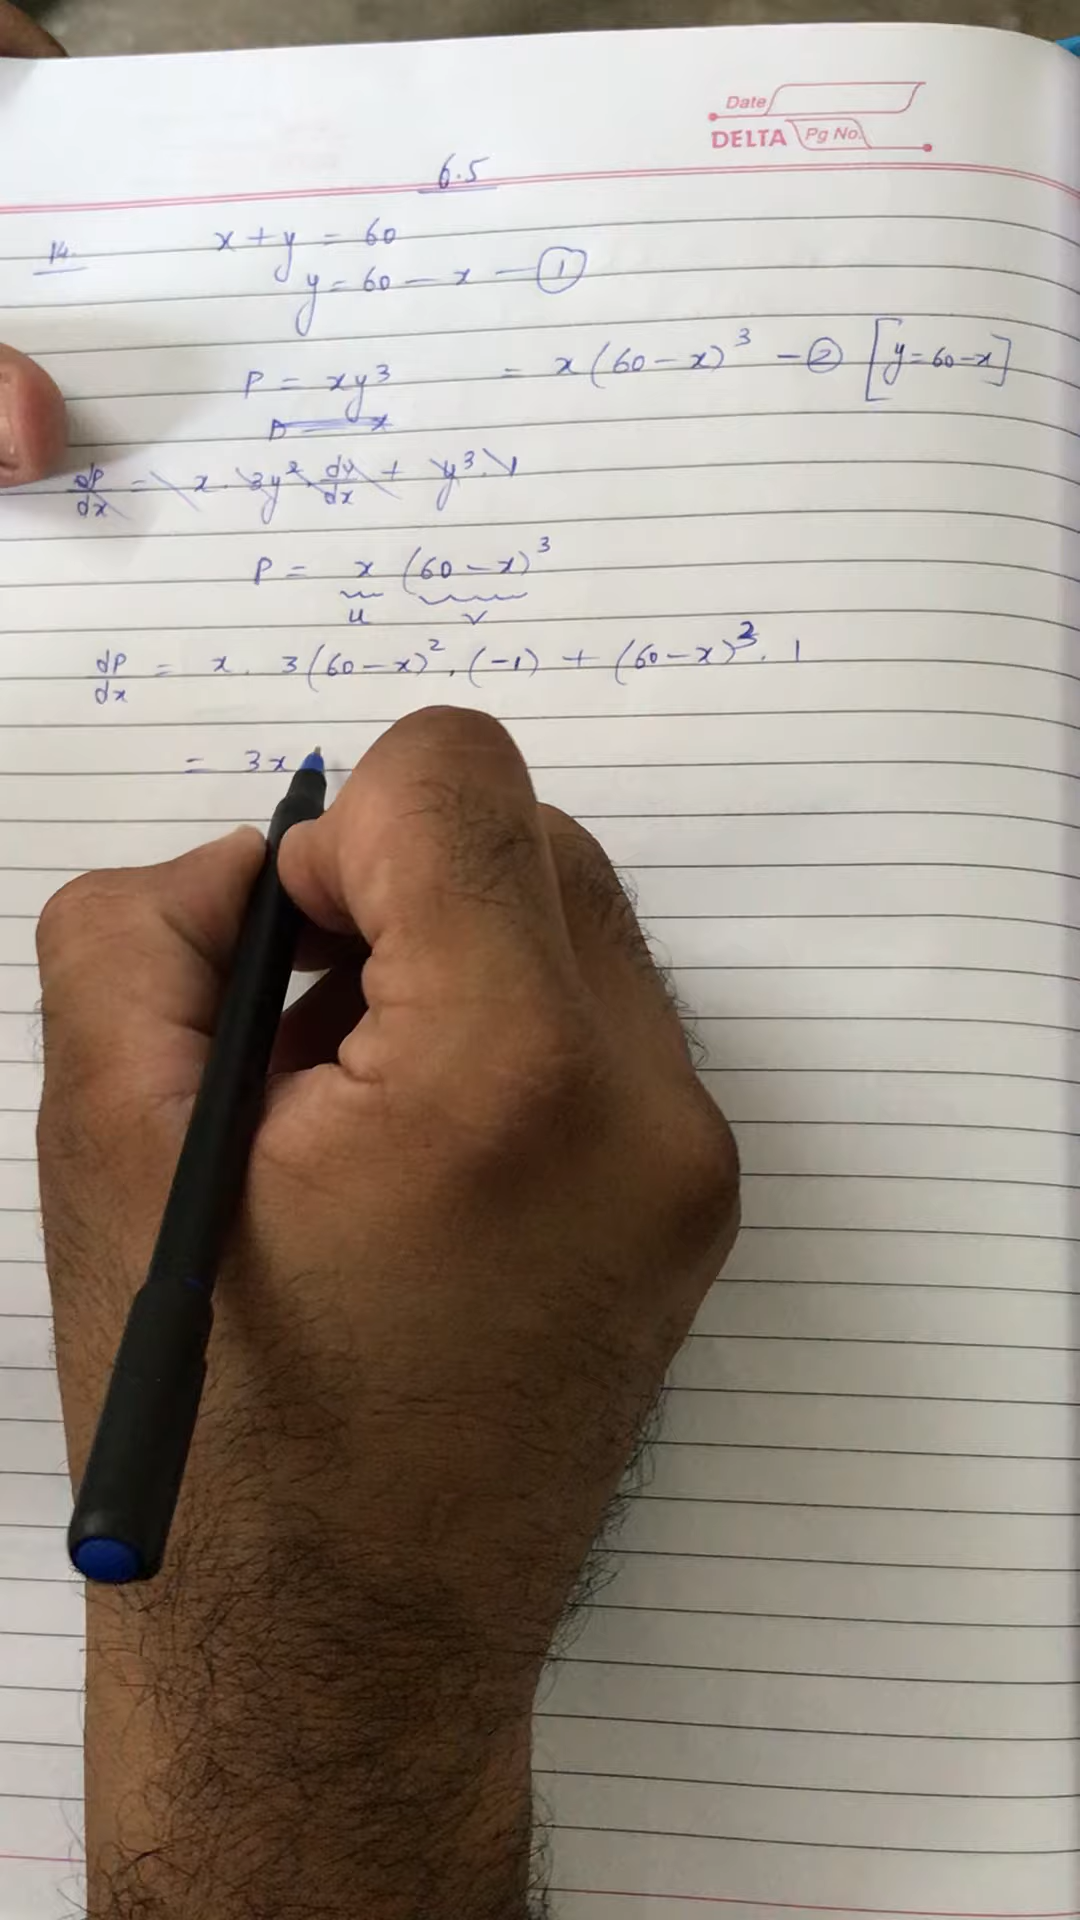 Date
DELTA Pg No.
6.5
14. x + y = 60
y = 60 - x - ①
P = xy³ = x(60-x)³ - ② [y=60-x]
dP/dx = x. 3y² dy/dx + y³.1
P = x (60-x)³
u v
dP/dx = x. 3(60-x)².(-1) + (60-x)³. 1
= 3x